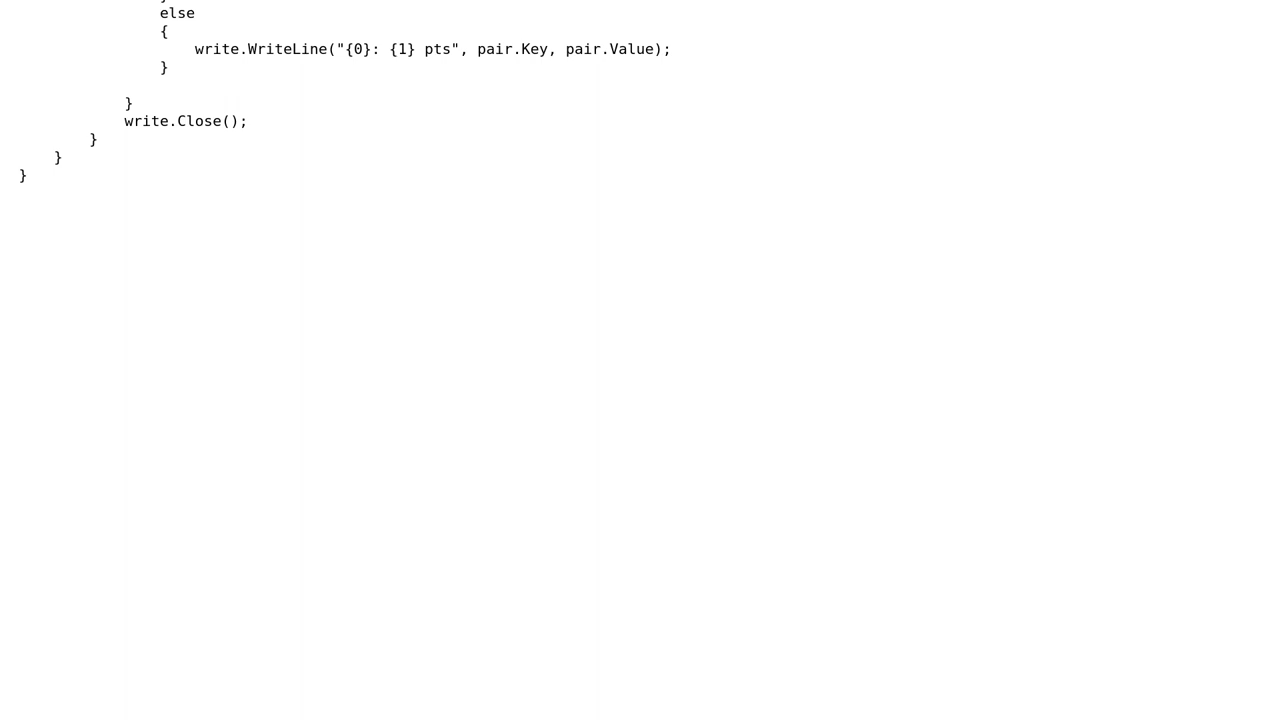 else
{
write.WriteLine("{0}: {1} pts", pair.Key, pair.Value);
}
}
write.Close();
}
}
}